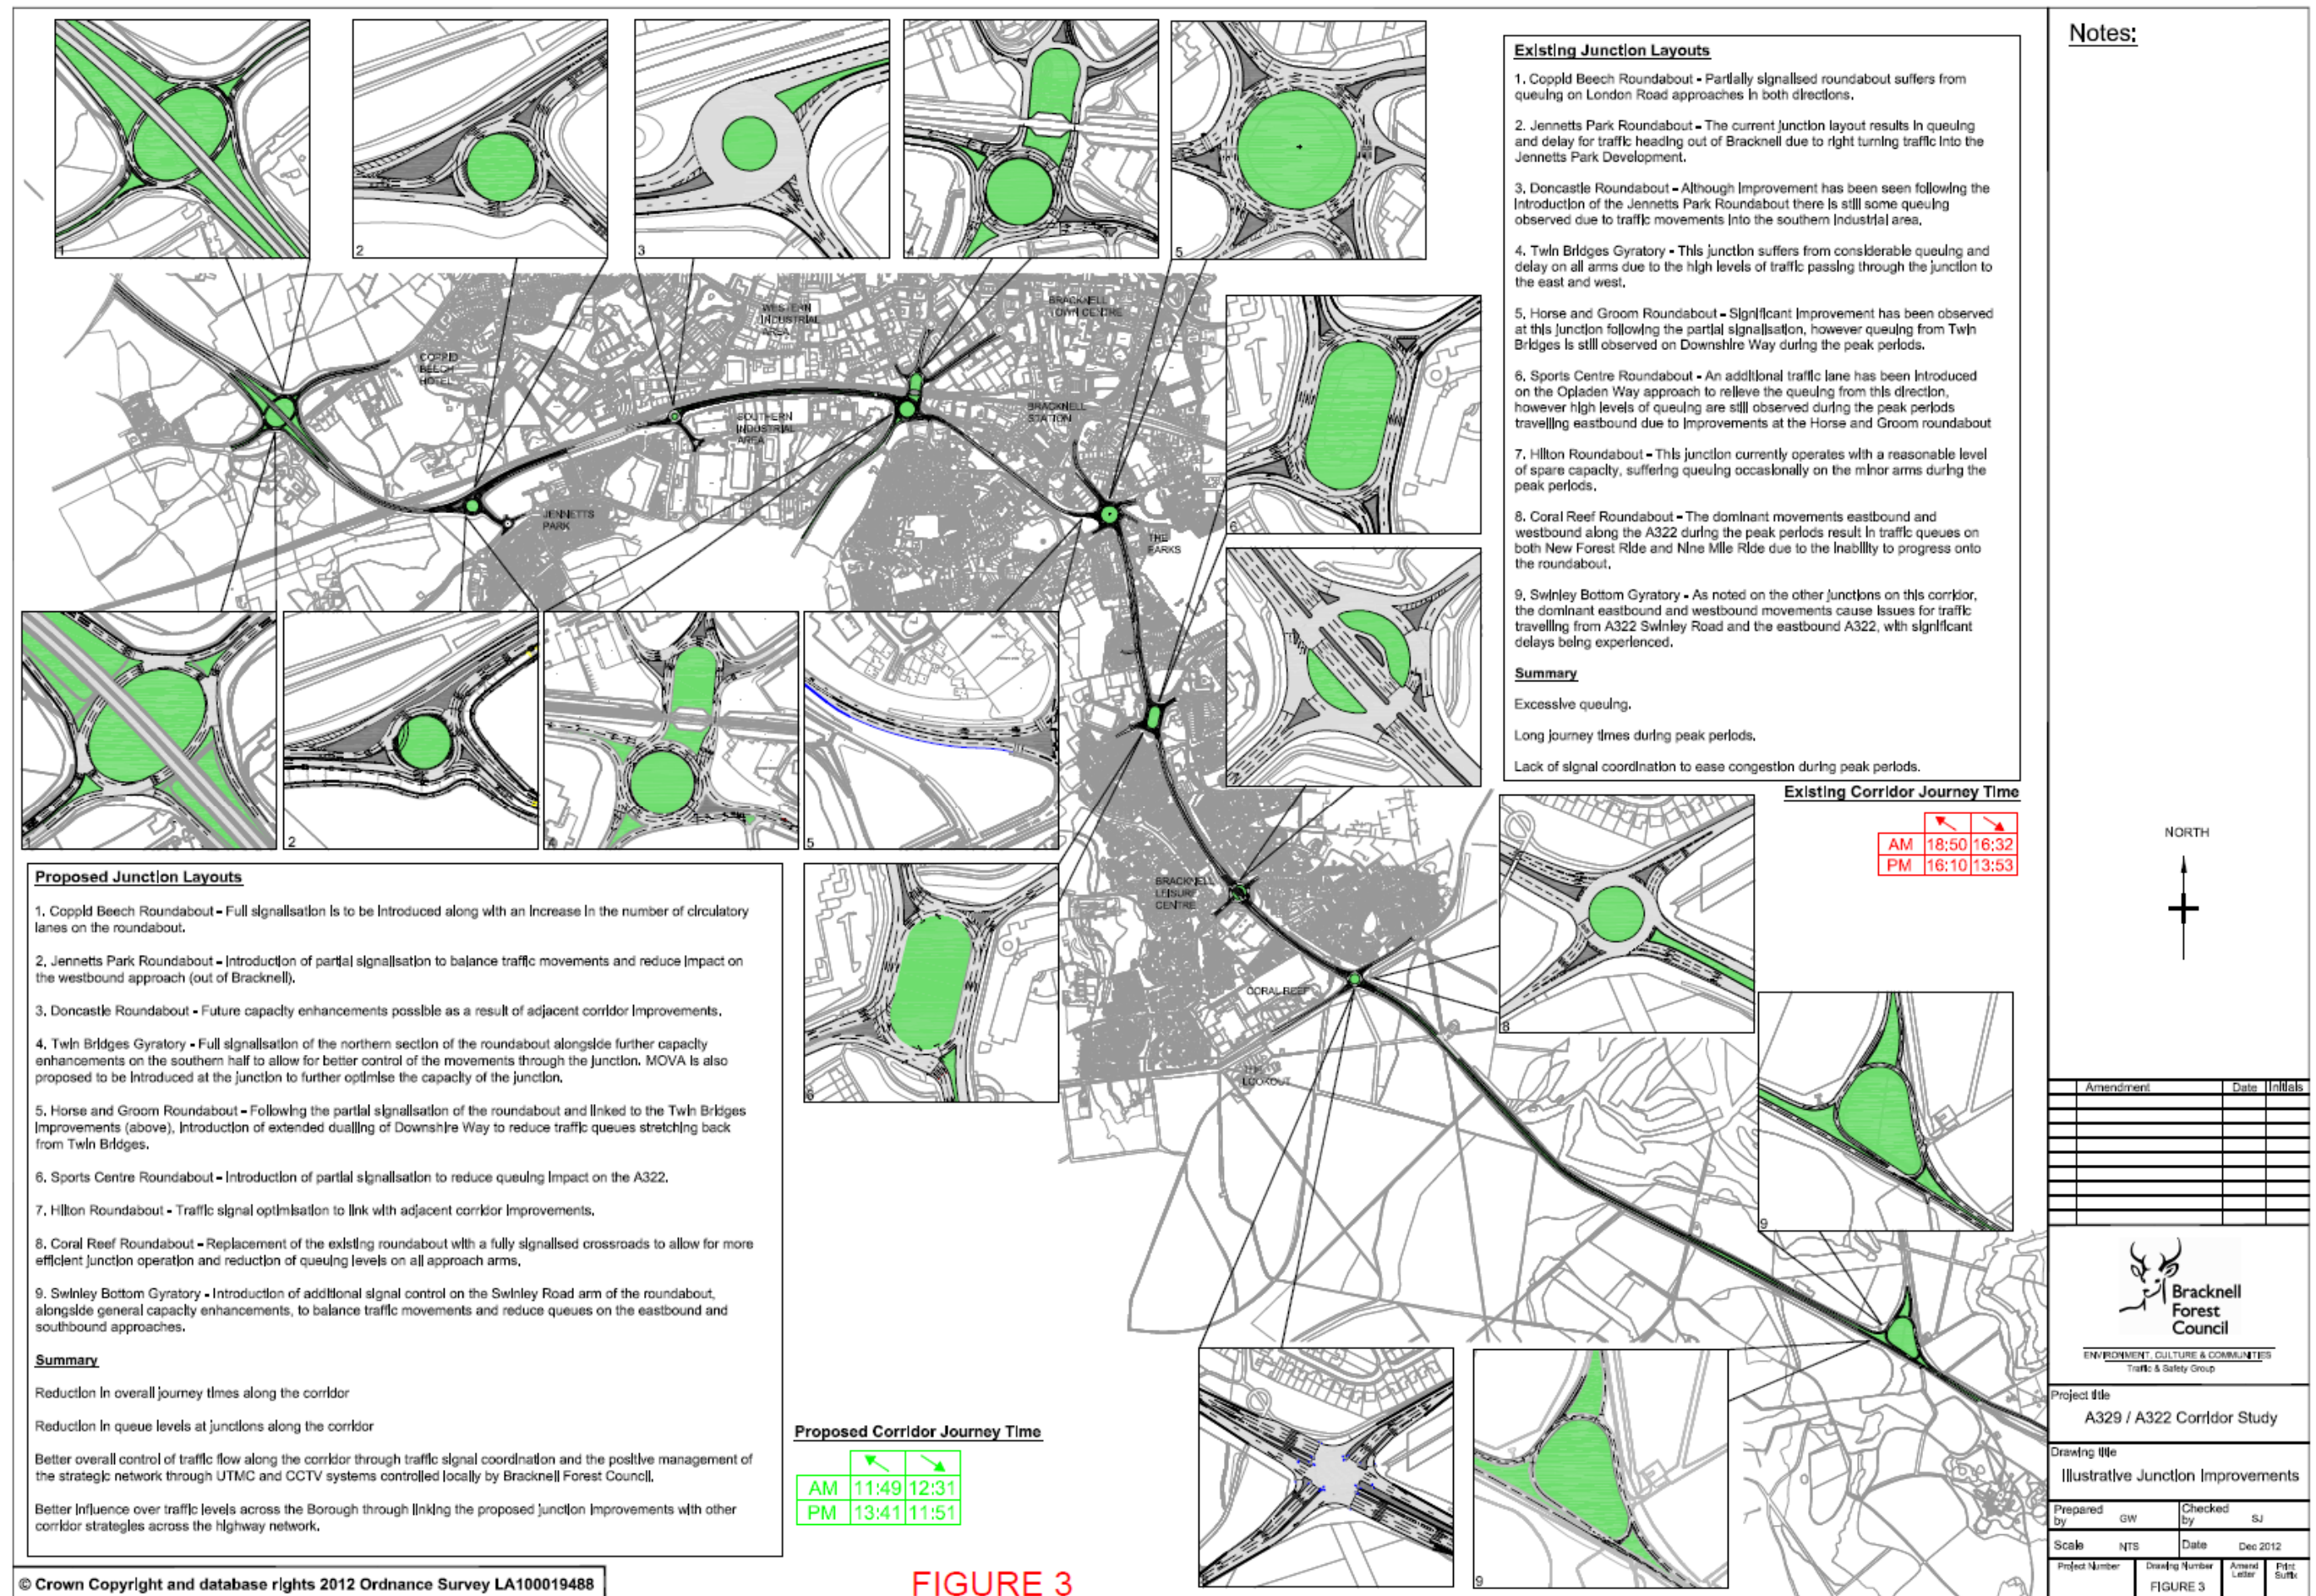 1
2
3
4
5
Existing Junction Layouts
1. Coppid Beech Roundabout - Partially signalised roundabout suffers from
queuing on London Road approaches in both directions.
2. Jennetts Park Roundabout - The current junction layout results in queuing
and delay for traffic heading out of Bracknell due to right turning traffic into the
Jennetts Park Development.
3. Doncastle Roundabout - Although improvement has been seen following the
introduction of the Jennetts Park Roundabout there is still some queuing
observed due to traffic movements into the southern industrial area.
4. Twin Bridges Gyratory - This junction suffers from considerable queuing and
delay on all arms due to the high levels of traffic passing through the junction to
the east and west.
5. Horse and Groom Roundabout - Significant improvement has been observed
at this junction following the partial signalisation, however queuing from Twin
Bridges is still observed on Downshire Way during the peak periods.
6. Sports Centre Roundabout - An additional traffic lane has been introduced
on the Opladen Way approach to relieve the queuing from this direction,
however high levels of queuing are still observed during the peak periods
travelling eastbound due to improvements at the Horse and Groom roundabout
7. Hilton Roundabout - This junction currently operates with a reasonable level
of spare capacity, suffering queuing occasionally on the minor arms during the
peak periods.
8. Coral Reef Roundabout - The dominant movements eastbound and
westbound along the A322 during the peak periods result in traffic queues on
both New Forest Ride and Nine Mile Ride due to the inability to progress onto
the roundabout.
9. Swinley Bottom Gyratory - As noted on the other junctions on this corridor,
the dominant eastbound and westbound movements cause issues for traffic
travelling from A322 Swinley Road and the eastbound A322, with significant
delays being experienced.
Summary
Excessive queuing.
Long journey times during peak periods.
Lack of signal coordination to ease congestion during peak periods.
Existing Corridor Journey Time
AM 18:50 16:32
PM 16:10 13:53
COPPID
BEECH
HOTEL
WESTERN
INDUSTRIAL
AREA
BRACKNELL
TOWN CENTRE
SOUTHERN
INDUSTRIAL
AREA
BRACKNELL
STATION
JENNETTS
PARK
THE
PARKS
6
1
2
4
5
BRACKNELL
LEISURE
CENTRE
CORAL REEF
THE
LOOKOUT
6
8
9
9
Proposed Junction Layouts
1. Coppid Beech Roundabout - Full signalisation is to be introduced along with an increase in the number of circulatory
lanes on the roundabout.
2. Jennetts Park Roundabout - Introduction of partial signalisation to balance traffic movements and reduce impact on
the westbound approach (out of Bracknell).
3. Doncastle Roundabout - Future capacity enhancements possible as a result of adjacent corridor improvements.
4. Twin Bridges Gyratory - Full signalisation of the northern section of the roundabout alongside further capacity
enhancements on the southern half to allow for better control of the movements through the junction. MOVA is also
proposed to be introduced at the junction to further optimise the capacity of the junction.
5. Horse and Groom Roundabout - Following the partial signalisation of the roundabout and linked to the Twin Bridges
improvements (above), introduction of extended dualling of Downshire Way to reduce traffic queues stretching back
from Twin Bridges.
6. Sports Centre Roundabout - Introduction of partial signalisation to reduce queuing impact on the A322.
7. Hilton Roundabout - Traffic signal optimisation to link with adjacent corridor improvements.
8. Coral Reef Roundabout - Replacement of the existing roundabout with a fully signalised crossroads to allow for more
efficient junction operation and reduction of queuing levels on all approach arms.
9. Swinley Bottom Gyratory - Introduction of additional signal control on the Swinley Road arm of the roundabout,
alongside general capacity enhancements, to balance traffic movements and reduce queues on the eastbound and
southbound approaches.
Summary
Reduction in overall journey times along the corridor
Reduction in queue levels at junctions along the corridor
Better overall control of traffic flow along the corridor through traffic signal coordination and the positive management of
the strategic network through UTMC and CCTV systems controlled locally by Bracknell Forest Council.
Better influence over traffic levels across the Borough through linking the proposed junction improvements with other
corridor strategies across the highway network.
Proposed Corridor Journey Time
AM 11:49 12:31
PM 13:41 11:51
© Crown Copyright and database rights 2012 Ordnance Survey LA100019488
FIGURE 3
Notes:
NORTH
Amendment Date Initials
Bracknell
Forest
Council
ENVIRONMENT, CULTURE & COMMUNITIES
Traffic & Safety Group
Project title
A329 / A322 Corridor Study
Drawing title
Illustrative Junction Improvements
Prepared by GW Checked by SJ
Scale NTS Date Dec 2012
Project Number Drawing Number Amend Letter Print Suffix
FIGURE 3